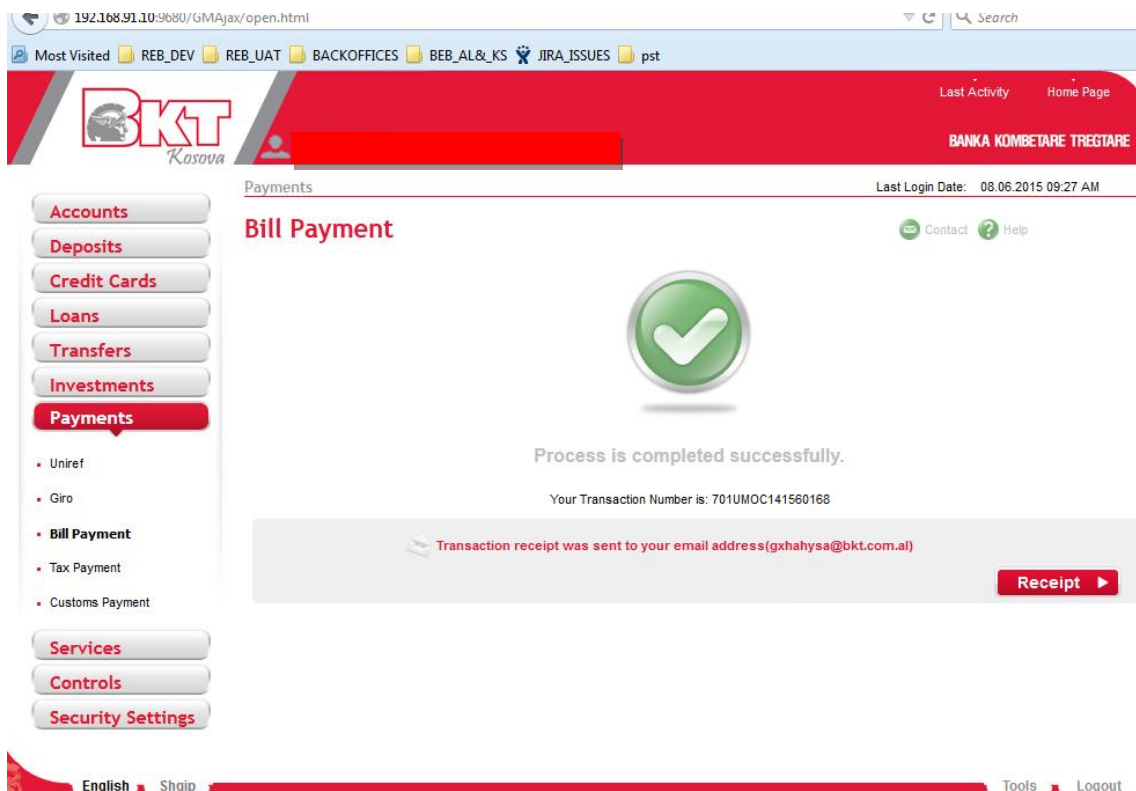 192.168.91.10:9680/GMAjax/open.html
Search
Most Visited REB_DEV REB_UAT BACKOFFICES BEB_AL&_KS JIRA_ISSUES pst
Last Activity Home Page
BKT
Kosova
BANKA KOMBETARE TREGTARE
Payments
Last Login Date: 08.06.2015 09:27 AM
Bill Payment
Contact Help
Accounts
Deposits
Credit Cards
Loans
Transfers
Investments
Payments
Uniref
Giro
Bill Payment
Tax Payment
Customs Payment
Services
Controls
Security Settings
Process is completed successfully.
Your Transaction Number is: 701UMOC141560168
Transaction receipt was sent to your email address(gxhahysa@bkt.com.al)
Receipt
English Shqip
Tools Logout